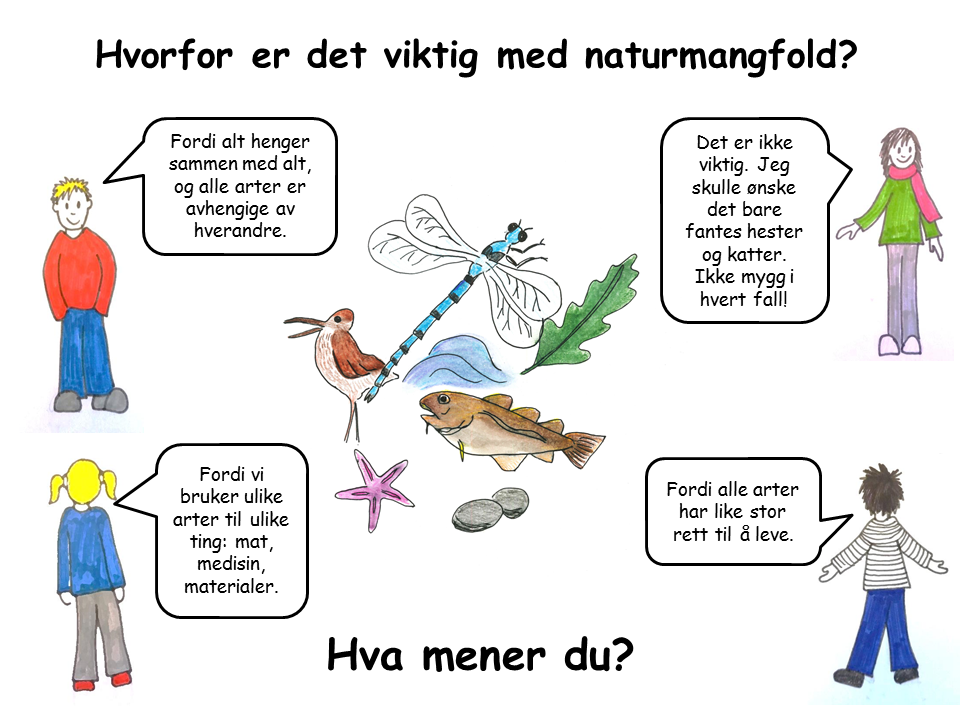 Hvorfor er det viktig med naturmangfold?
Fordi alt henger
sammen med alt,
og alle arter er
avhengige av
hverandre.
Det er ikke
viktig. Jeg
skulle ønske
det bare
fantes hester
og katter.
Ikke mygg i
hvert fall!
Fordi vi
bruker ulike
arter til ulike
ting: mat,
medisin,
materialer.
Fordi alle arter
har like stor
rett til å leve.
Hva mener du?